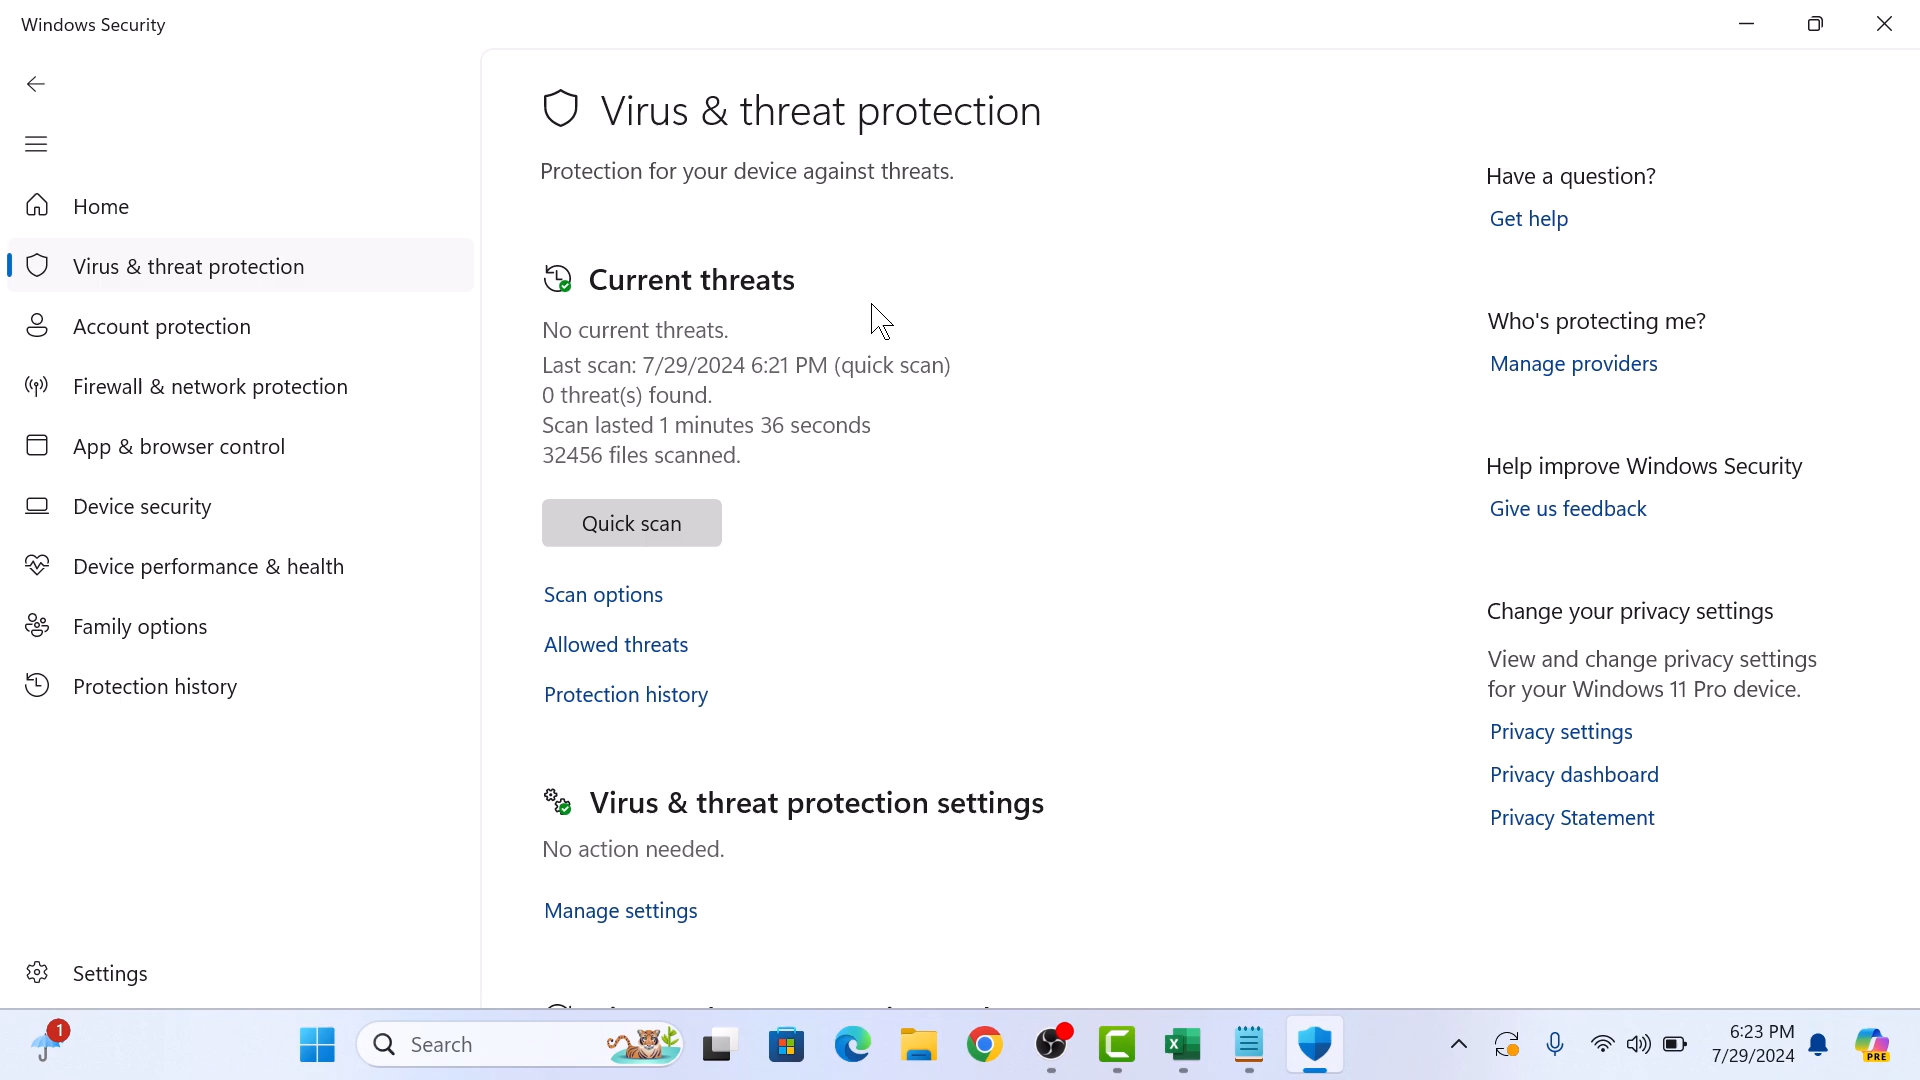 Windows Security
Home
Virus & threat protection
Account protection
Firewall & network protection
App & browser control
Device security
Device performance & health
Family options
Protection history
Settings
Virus & threat protection
Protection for your device against threats.
Current threats
No current threats.
Last scan: 7/29/2024 6:21 PM (quick scan)
0 threat(s) found.
Scan lasted 1 minutes 36 seconds
32456 files scanned.
Quick scan
Scan options
Allowed threats
Protection history
Virus & threat protection settings
No action needed.
Manage settings
Have a question?
Get help
Who's protecting me?
Manage providers
Help improve Windows Security
Give us feedback
Change your privacy settings
View and change privacy settings
for your Windows 11 Pro device.
Privacy settings
Privacy dashboard
Privacy Statement
1
Search
6:23 PM
7/29/2024
PRE